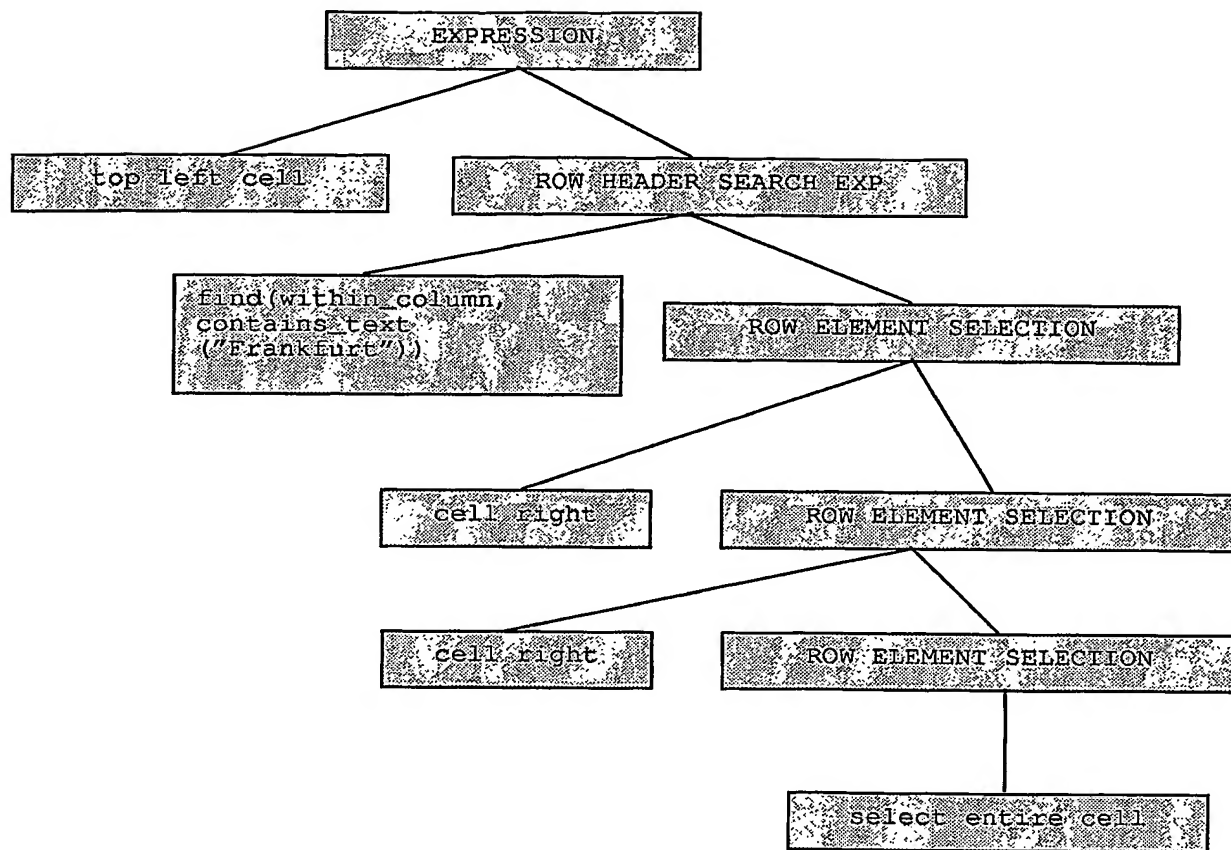 EXPRESSION
top left cell
ROW HEADER SEARCH EXP
find(within_column,
contains_text
("Frankfurt"))
ROW ELEMENT SELECTION
cell right
ROW ELEMENT SELECTION
cell right
ROW ELEMENT SELECTION
select entire cell